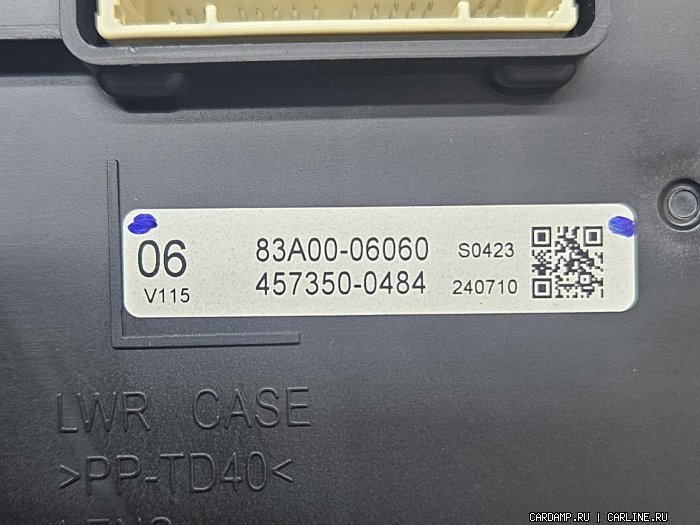 06
V115
83A00-06060
457350-0484
S0423
240710
LWR CASE
>PP-TD40<
CARDAMP.RU | CARLINE.RU